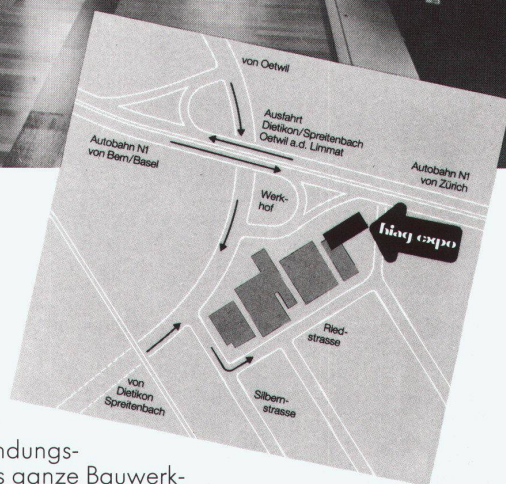 von Oetwil
Ausfahrt
Dietikon/Spreitenbach
Oetwil a.d. Limmat
Autobahn N1
von Bern/Basel
Autobahn N1
von Zürich
Werk-
hof
hiag expo
Ried-
strasse
Silbern-
strasse
von
Dietikon
Spreitenbach
ndungs-
s ganze Bauwerk-